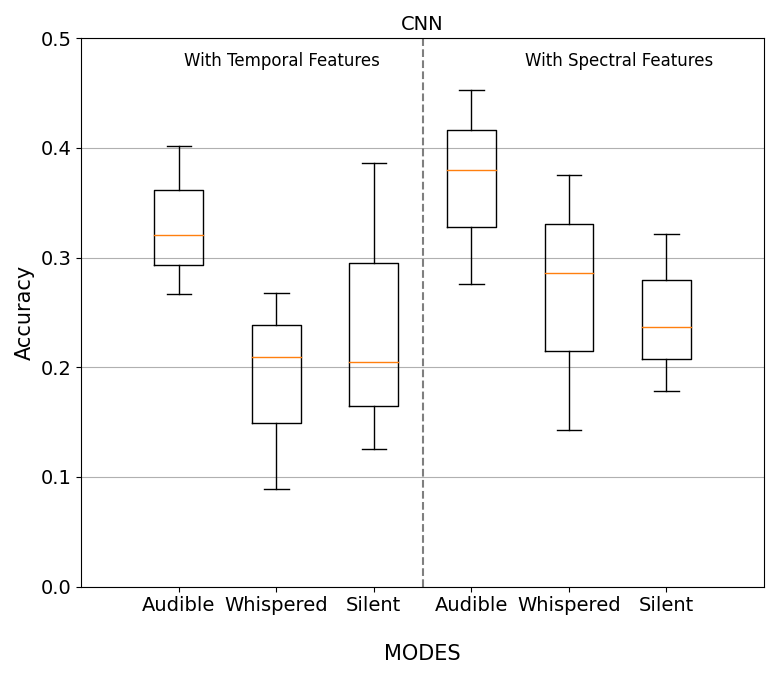 CNN
With Temporal Features
With Spectral Features
0.5
0.4
0.3
0.2
0.1
0.0
Accuracy
Audible Whispered Silent Audible Whispered Silent
MODES